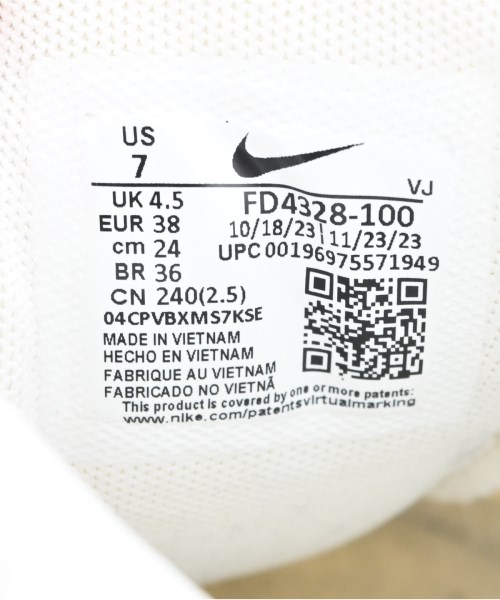 US
7
VJ
UK 4.5
EUR 38
cm 24
BR 36
CN 240(2.5)
FD4328-100
10/18/23 11/23/23
UPC 00196975571949
04CPVBXMS7KSE
MADE IN VIETNAM
HECHO EN VIETNAM
FABRIQUE AU VIETNAM
FABRICADO NO VIETNÃ
This product is covered by one or more patents:
www.nike.com/patentsvirtualmarking